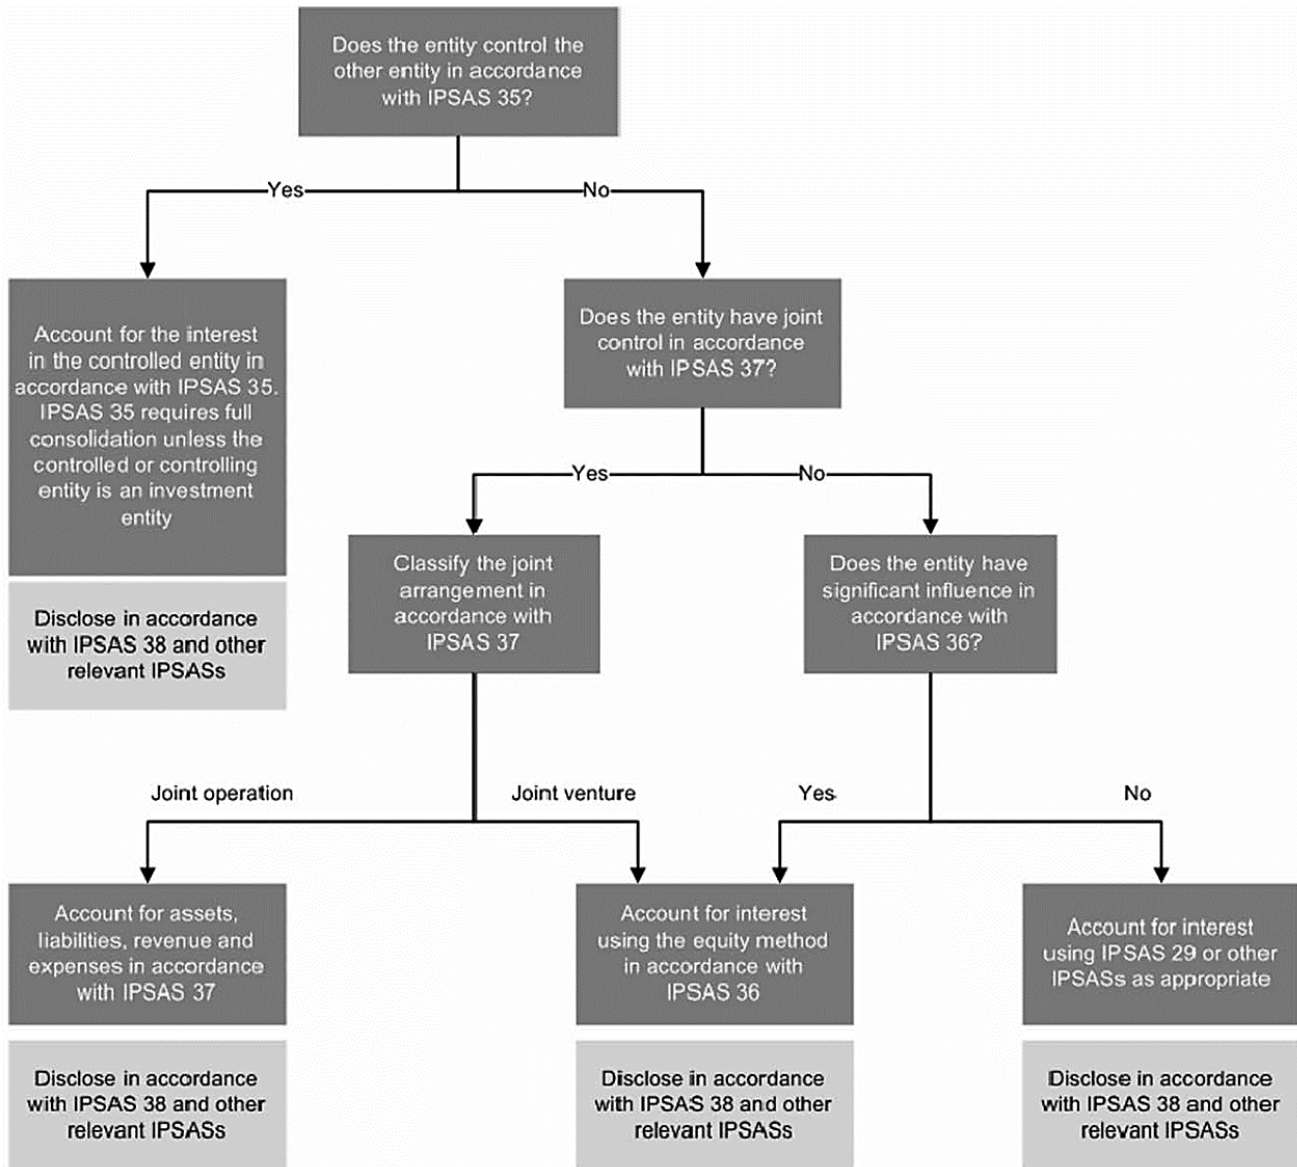 Does the entity control the
other entity in accordance
with IPSAS 35?
Yes
No
Account for the interest
in the controlled entity in
accordance with IPSAS 35.
IPSAS 35 requires full
consolidation unless the
controlled or controlling
entity is an investment
entity
Disclose in accordance
with IPSAS 38 and other
relevant IPSASs
Does the entity have joint
control in accordance
with IPSAS 37?
Yes
No
Classify the joint
arrangement in
accordance with
IPSAS 37
Does the entity have
significant influence in
accordance with
IPSAS 36?
Joint operation
Joint venture
Yes
No
Account for assets,
liabilities, revenue and
expenses in accordance
with IPSAS 37
Disclose in accordance
with IPSAS 38 and other
relevant IPSASs
Account for interest
using the equity method
in accordance with
IPSAS 36
Disclose in accordance
with IPSAS 38 and other
relevant IPSASs
Account for interest
using IPSAS 29 or other
IPSASs as appropriate
Disclose in accordance
with IPSAS 38 and other
relevant IPSASs